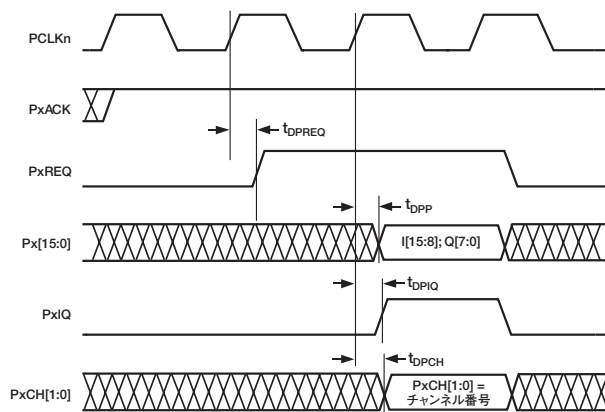 PCLKn
PxACK
tDPREQ
PxREQ
tDPP
Px[15:0]
I[15:8]; Q[7:0]
tDPIQ
PxIQ
tDPCH
PxCH[1:0]
PxCH[1:0] =
チャンネル番号